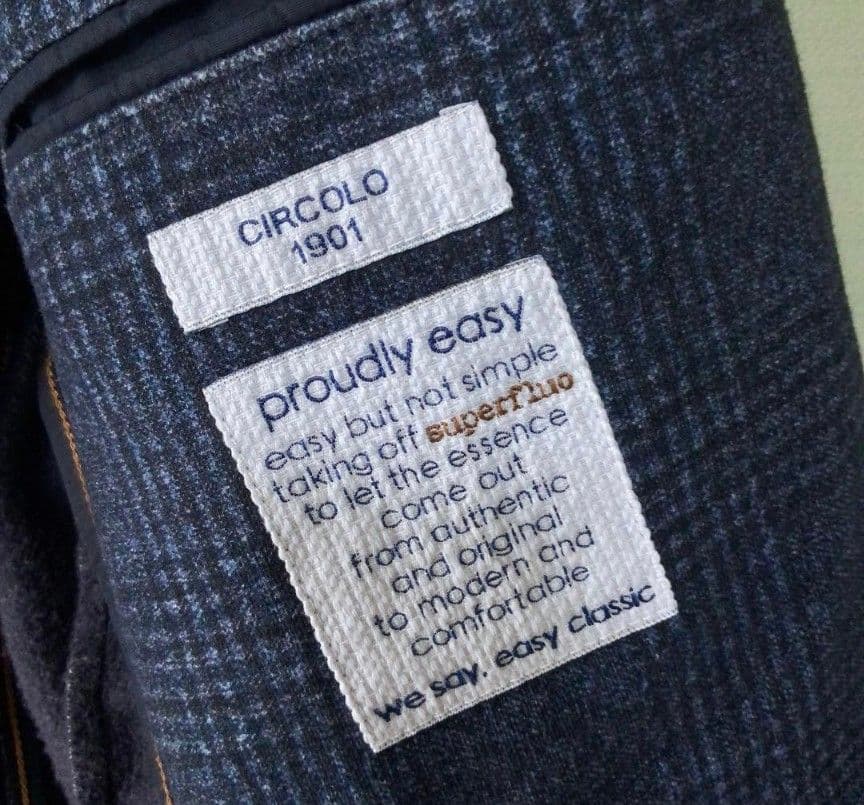 CIRCOLO
1901
proudly easy
easy but not simple
taking off superfluo
to let the essence
come out
from authentic
and original
to modern and
comfortable
we say. easy classic